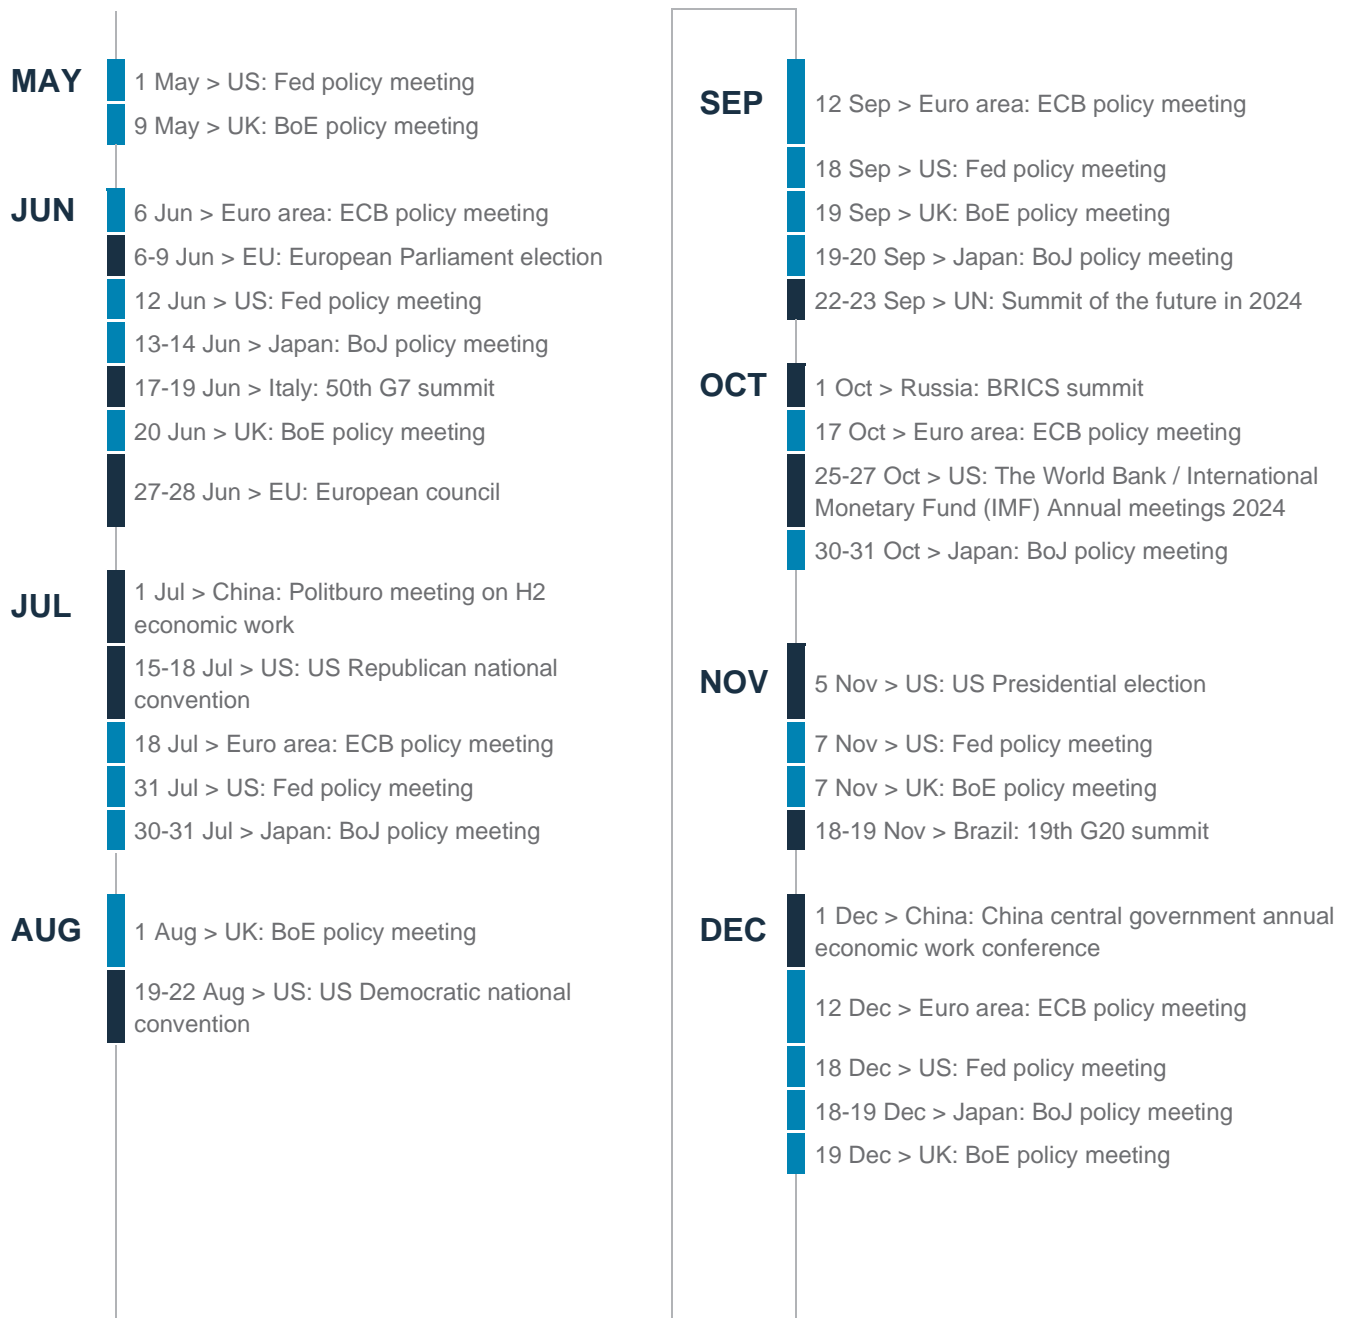 MAY
1 May > US: Fed policy meeting
9 May > UK: BoE policy meeting
JUN
6 Jun > Euro area: ECB policy meeting
6-9 Jun > EU: European Parliament election
12 Jun > US: Fed policy meeting
13-14 Jun > Japan: BoJ policy meeting
17-19 Jun > Italy: 50th G7 summit
20 Jun > UK: BoE policy meeting
27-28 Jun > EU: European council
JUL
1 Jul > China: Politburo meeting on H2
economic work
15-18 Jul > US: US Republican national
convention
18 Jul > Euro area: ECB policy meeting
31 Jul > US: Fed policy meeting
30-31 Jul > Japan: BoJ policy meeting
AUG
1 Aug > UK: BoE policy meeting
19-22 Aug > US: US Democratic national
convention
SEP
12 Sep > Euro area: ECB policy meeting
18 Sep > US: Fed policy meeting
19 Sep > UK: BoE policy meeting
19-20 Sep > Japan: BoJ policy meeting
22-23 Sep > UN: Summit of the future in 2024
OCT
1 Oct > Russia: BRICS summit
17 Oct > Euro area: ECB policy meeting
25-27 Oct > US: The World Bank / International
Monetary Fund (IMF) Annual meetings 2024
30-31 Oct > Japan: BoJ policy meeting
NOV
5 Nov > US: US Presidential election
7 Nov > US: Fed policy meeting
7 Nov > UK: BoE policy meeting
18-19 Nov > Brazil: 19th G20 summit
DEC
1 Dec > China: China central government annual
economic work conference
12 Dec > Euro area: ECB policy meeting
18 Dec > US: Fed policy meeting
18-19 Dec > Japan: BoJ policy meeting
19 Dec > UK: BoE policy meeting